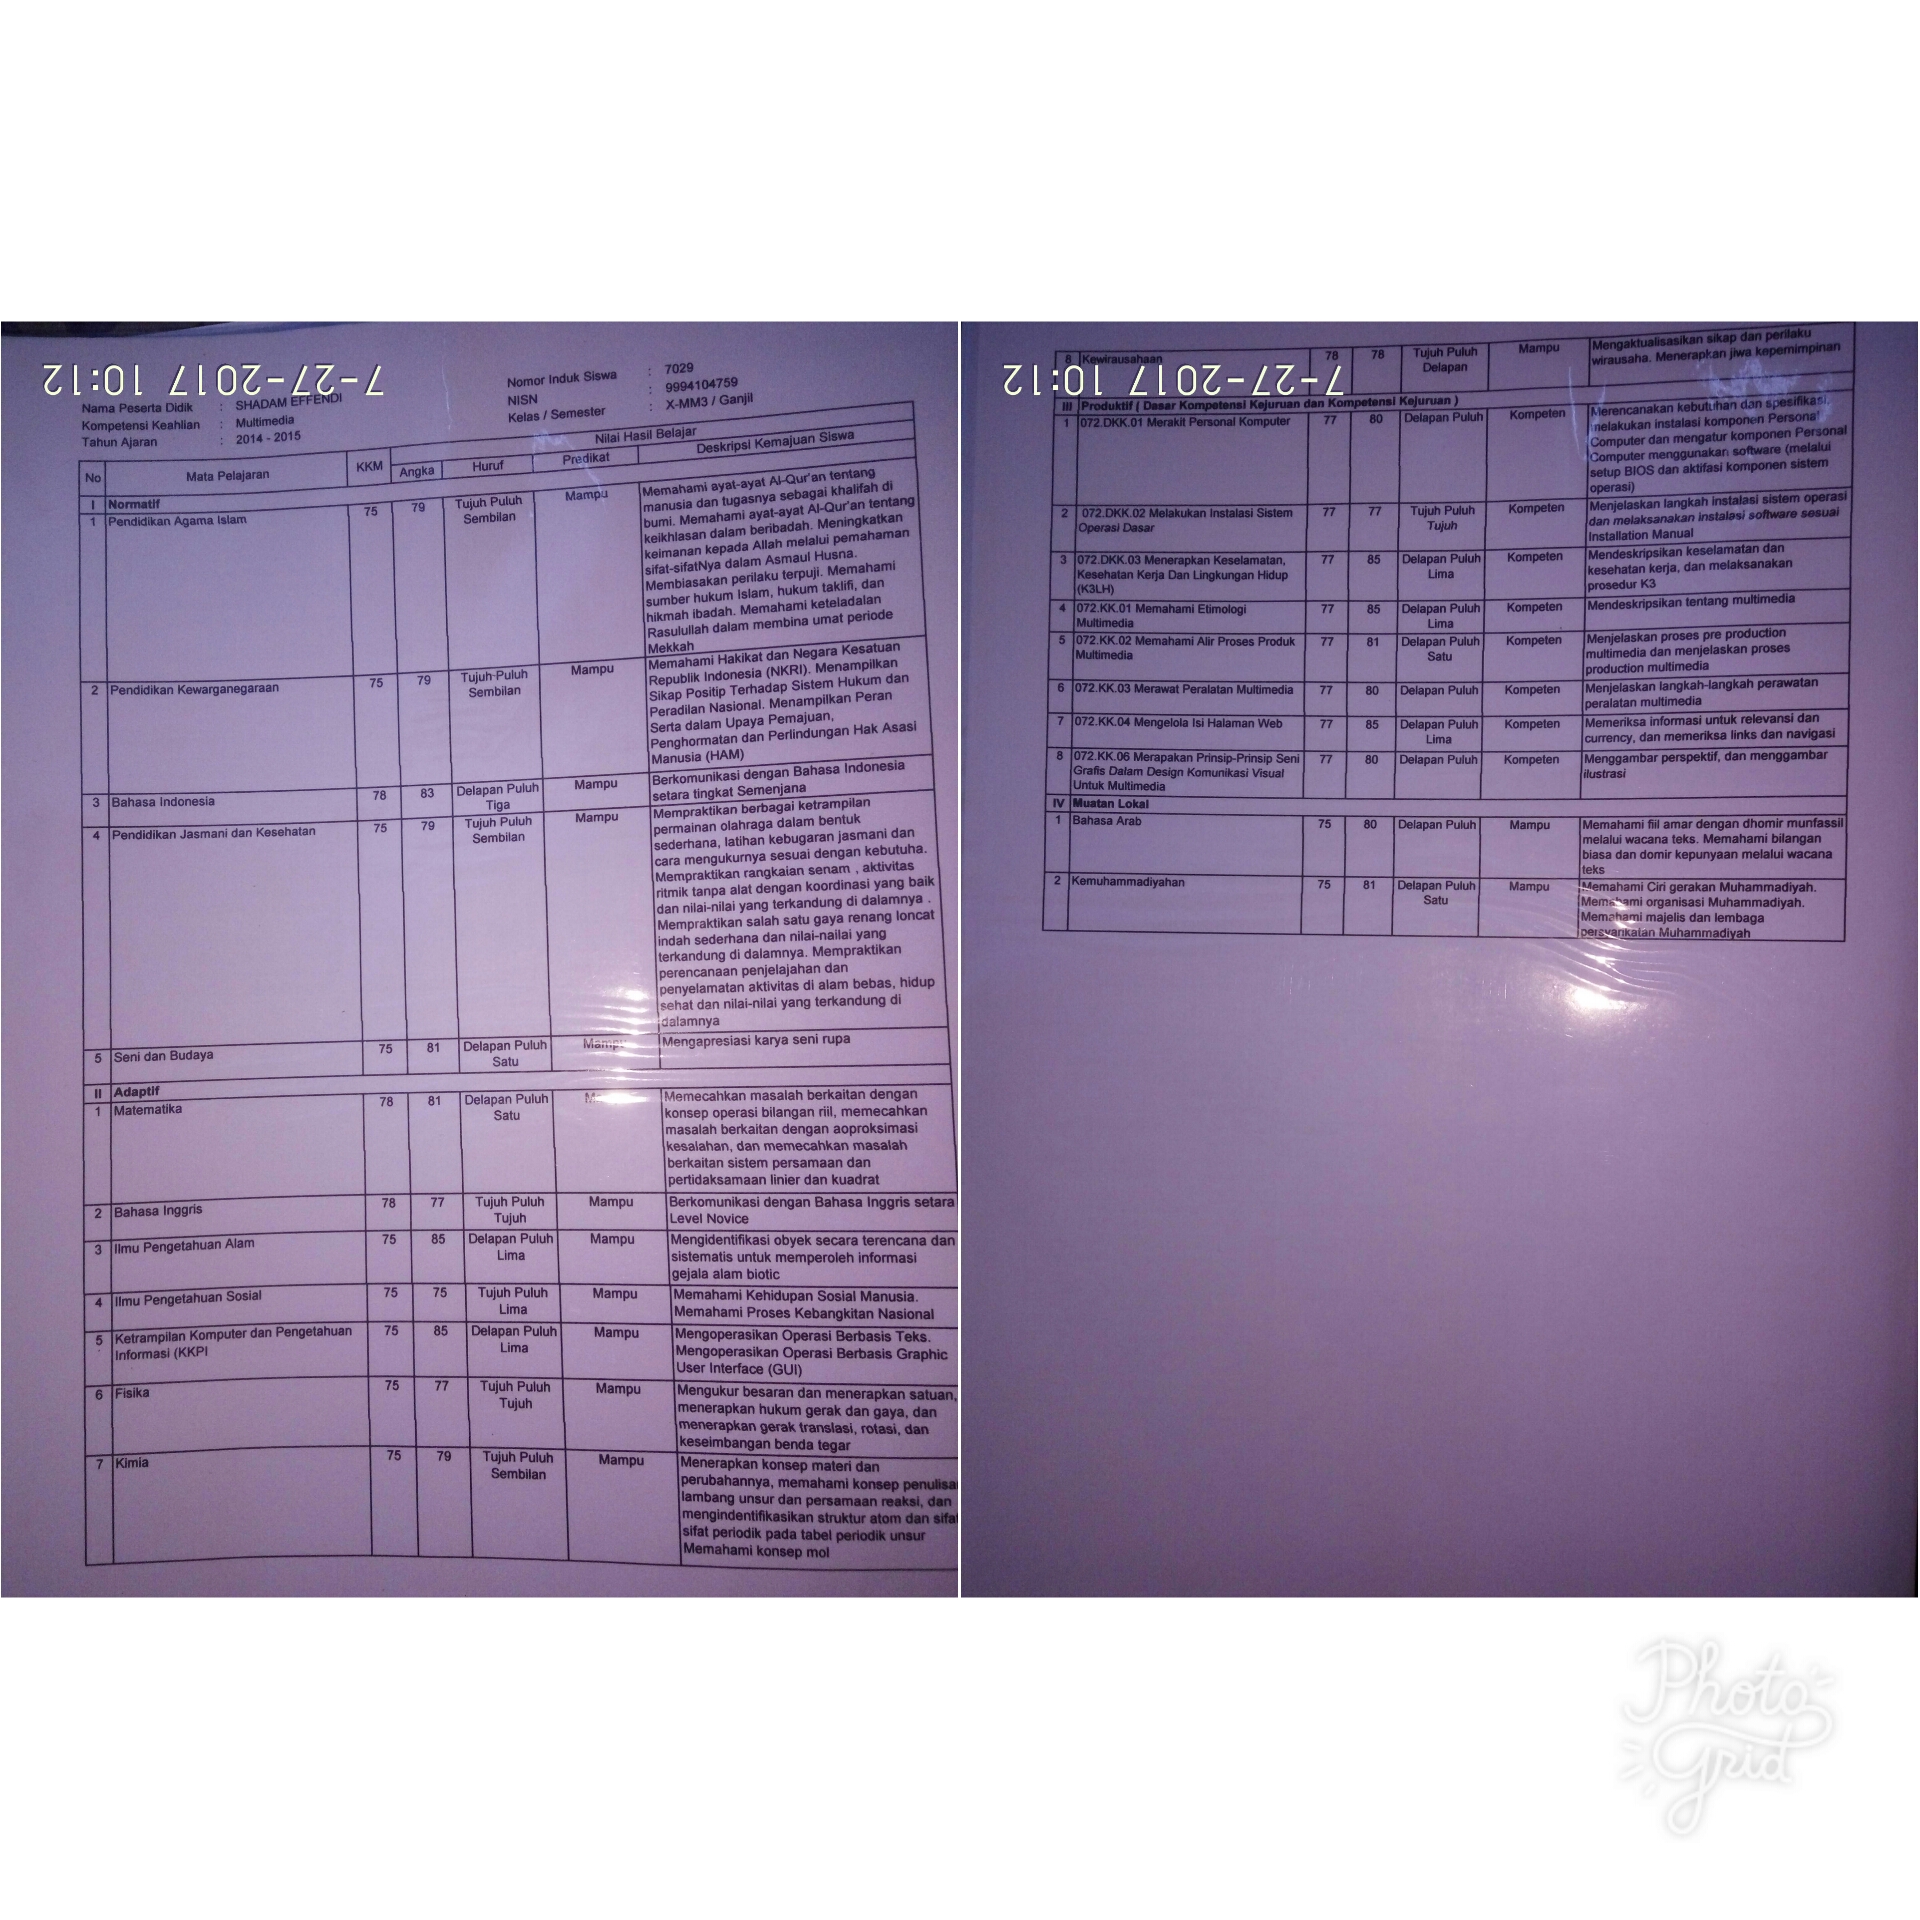 7-27-2017 10:12
Nama Peserta Didik : SHADAM EFFENDI
Kompetensi Keahlian : Multimedia
Tahun Ajaran : 2014 - 2015
Nomor Induk Siswa : 7029
NISN : 9994104759
Kelas / Semester : X-MM3 / Ganjil
No Mata Pelajaran KKM Nilai Hasil Belajar
Angka Huruf Predikat Deskripsi Kemajuan Siswa
I Normatif
1 Pendidikan Agama Islam 75 79 Tujuh Puluh Sembilan Mampu Memahami ayat-ayat Al-Qur'an tentang
manusia dan tugasnya sebagai khalifah di
bumi. Memahami ayat-ayat Al-Qur'an tentang
keikhlasan dalam beribadah. Meningkatkan
keimanan kepada Allah melalui pemahaman
sifat-sifatNya dalam Asmaul Husna.
Membiasakan perilaku terpuji. Memahami
sumber hukum Islam, hukum taklifi, dan
hikmah ibadah. Memahami keteladalan
Rasulullah dalam membina umat periode
Mekkah
2 Pendidikan Kewarganegaraan 75 79 Tujuh Puluh Sembilan Mampu Memahami Hakikat dan Negara Kesatuan
Republik Indonesia (NKRI). Menampilkan
Sikap Positip Terhadap Sistem Hukum dan
Peradilan Nasional. Menampilkan Peran
Serta dalam Upaya Pemajuan,
Penghormatan dan Perlindungan Hak Asasi
Manusia (HAM)
3 Bahasa Indonesia 78 83 Delapan Puluh Tiga Mampu Berkomunikasi dengan Bahasa Indonesia
setara tingkat Semenjana
4 Pendidikan Jasmani dan Kesehatan 75 79 Tujuh Puluh Sembilan Mampu Mempraktikan berbagai ketrampilan
permainan olahraga dalam bentuk
sederhana, latihan kebugaran jasmani dan
cara mengukurnya sesuai dengan kebutuha.
Mempraktikan rangkaian senam , aktivitas
ritmik tanpa alat dengan koordinasi yang baik
dan nilai-nilai yang terkandung di dalamnya .
Mempraktikan salah satu gaya renang loncat
indah sederhana dan nilai-nailai yang
terkandung di dalamnya. Mempraktikan
perencanaan penjelajahan dan
penyelamatan aktivitas di alam bebas, hidup
sehat dan nilai-nilai yang terkandung di
dalamnya
5 Seni dan Budaya 75 81 Delapan Puluh Satu Mampu Mengapresiasi karya seni rupa
II Adaptif
1 Matematika 78 81 Delapan Puluh Satu Memecahkan masalah berkaitan dengan
konsep operasi bilangan riil, memecahkan
masalah berkaitan dengan aoproksimasi
kesalahan, dan memecahkan masalah
berkaitan sistem persamaan dan
pertidaksamaan linier dan kuadrat
2 Bahasa Inggris 78 77 Tujuh Puluh Tujuh Mampu Berkomunikasi dengan Bahasa Inggris setara
Level Novice
3 Ilmu Pengetahuan Alam 75 85 Delapan Puluh Lima Mampu Mengidentifikasi obyek secara terencana dan
sistematis untuk memperoleh informasi
gejala alam biotic
4 Ilmu Pengetahuan Sosial 75 75 Tujuh Puluh Lima Mampu Memahami Kehidupan Sosial Manusia.
Memahami Proses Kebangkitan Nasional
5 Ketrampilan Komputer dan Pengetahuan Informasi (KKPI 75 85 Delapan Puluh Lima Mampu Mengoperasikan Operasi Berbasis Teks.
Mengoperasikan Operasi Berbasis Graphic
User Interface (GUI)
6 Fisika 75 77 Tujuh Puluh Tujuh Mampu Mengukur besaran dan menerapkan satuan,
menerapkan hukum gerak dan gaya, dan
menerapkan gerak translasi, rotasi, dan
keseimbangan benda tegar
7 Kimia 75 79 Tujuh Puluh Sembilan Mampu Menerapkan konsep materi dan
perubahannya, memahami konsep penulisa
lambang unsur dan persamaan reaksi, dan
mengindentifikasikan struktur atom dan sifa
sifat periodik pada tabel periodik unsur
Memahami konsep mol
7-27-2017 10:12
8 Kewirausahaan 78 78 Tujuh Puluh Delapan Mampu Mengaktualisasikan sikap dan perilaku
wirausaha. Menerapkan jiwa kepemimpinan
III Produktif ( Dasar Kompetensi Kejuruan dan Kompetensi Kejuruan )
1 072.DKK.01 Merakit Personal Komputer 77 80 Delapan Puluh Kompeten Merencanakan kebutuhan dan spesifikasi,
melakukan instalasi komponen Personal
Computer dan mengatur komponen Personal
Computer menggunakan software (melalui
setup BIOS dan aktifasi komponen sistem
operasi)
2 072.DKK.02 Melakukan Instalasi Sistem Operasi Dasar 77 77 Tujuh Puluh Tujuh Kompeten Menjelaskan langkah instalasi sistem operasi
dan melaksanakan instalasi software sesuai
Installation Manual
3 072.DKK.03 Menerapkan Keselamatan, Kesehatan Kerja Dan Lingkungan Hidup (K3LH) 77 85 Delapan Puluh Lima Kompeten Mendeskripsikan keselamatan dan
kesehatan kerja, dan melaksanakan
prosedur K3
4 072.KK.01 Memahami Etimologi Multimedia 77 85 Delapan Puluh Lima Kompeten Mendeskripsikan tentang multimedia
5 072.KK.02 Memahami Alir Proses Produk Multimedia 77 81 Delapan Puluh Satu Kompeten Menjelaskan proses pre production
multimedia dan menjelaskan proses
production multimedia
6 072.KK.03 Merawat Peralatan Multimedia 77 80 Delapan Puluh Kompeten Menjelaskan langkah-langkah perawatan
peralatan multimedia
7 072.KK.04 Mengelola Isi Halaman Web 77 85 Delapan Puluh Lima Kompeten Memeriksa informasi untuk relevansi dan
currency, dan memeriksa links dan navigasi
8 072.KK.06 Merapakan Prinsip-Prinsip Seni Grafis Dalam Design Komunikasi Visual Untuk Multimedia 77 80 Delapan Puluh Kompeten Menggambar perspektif, dan menggambar
ilustrasi
IV Muatan Lokal
1 Bahasa Arab 75 80 Delapan Puluh Mampu Memahami fiil amar dengan dhomir munfassil
melalui wacana teks. Memahami bilangan
biasa dan domir kepunyaan melalui wacana
teks
2 Kemuhammadiyahan 75 81 Delapan Puluh Satu Mampu Memahami Ciri gerakan Muhammadiyah.
Memahami organisasi Muhammadiyah.
Memahami majelis dan lembaga
persyarikatan Muhammadiyah
Photo
Grid